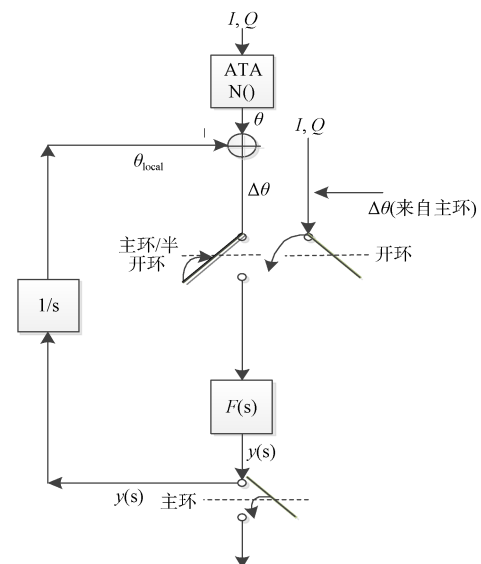 I, Q
ATA
N()
θ
I, Q
θlocal
Δθ
Δθ(来自主环)
主环/半
开环
开环
1/s
F(s)
y(s)
y(s)
主环